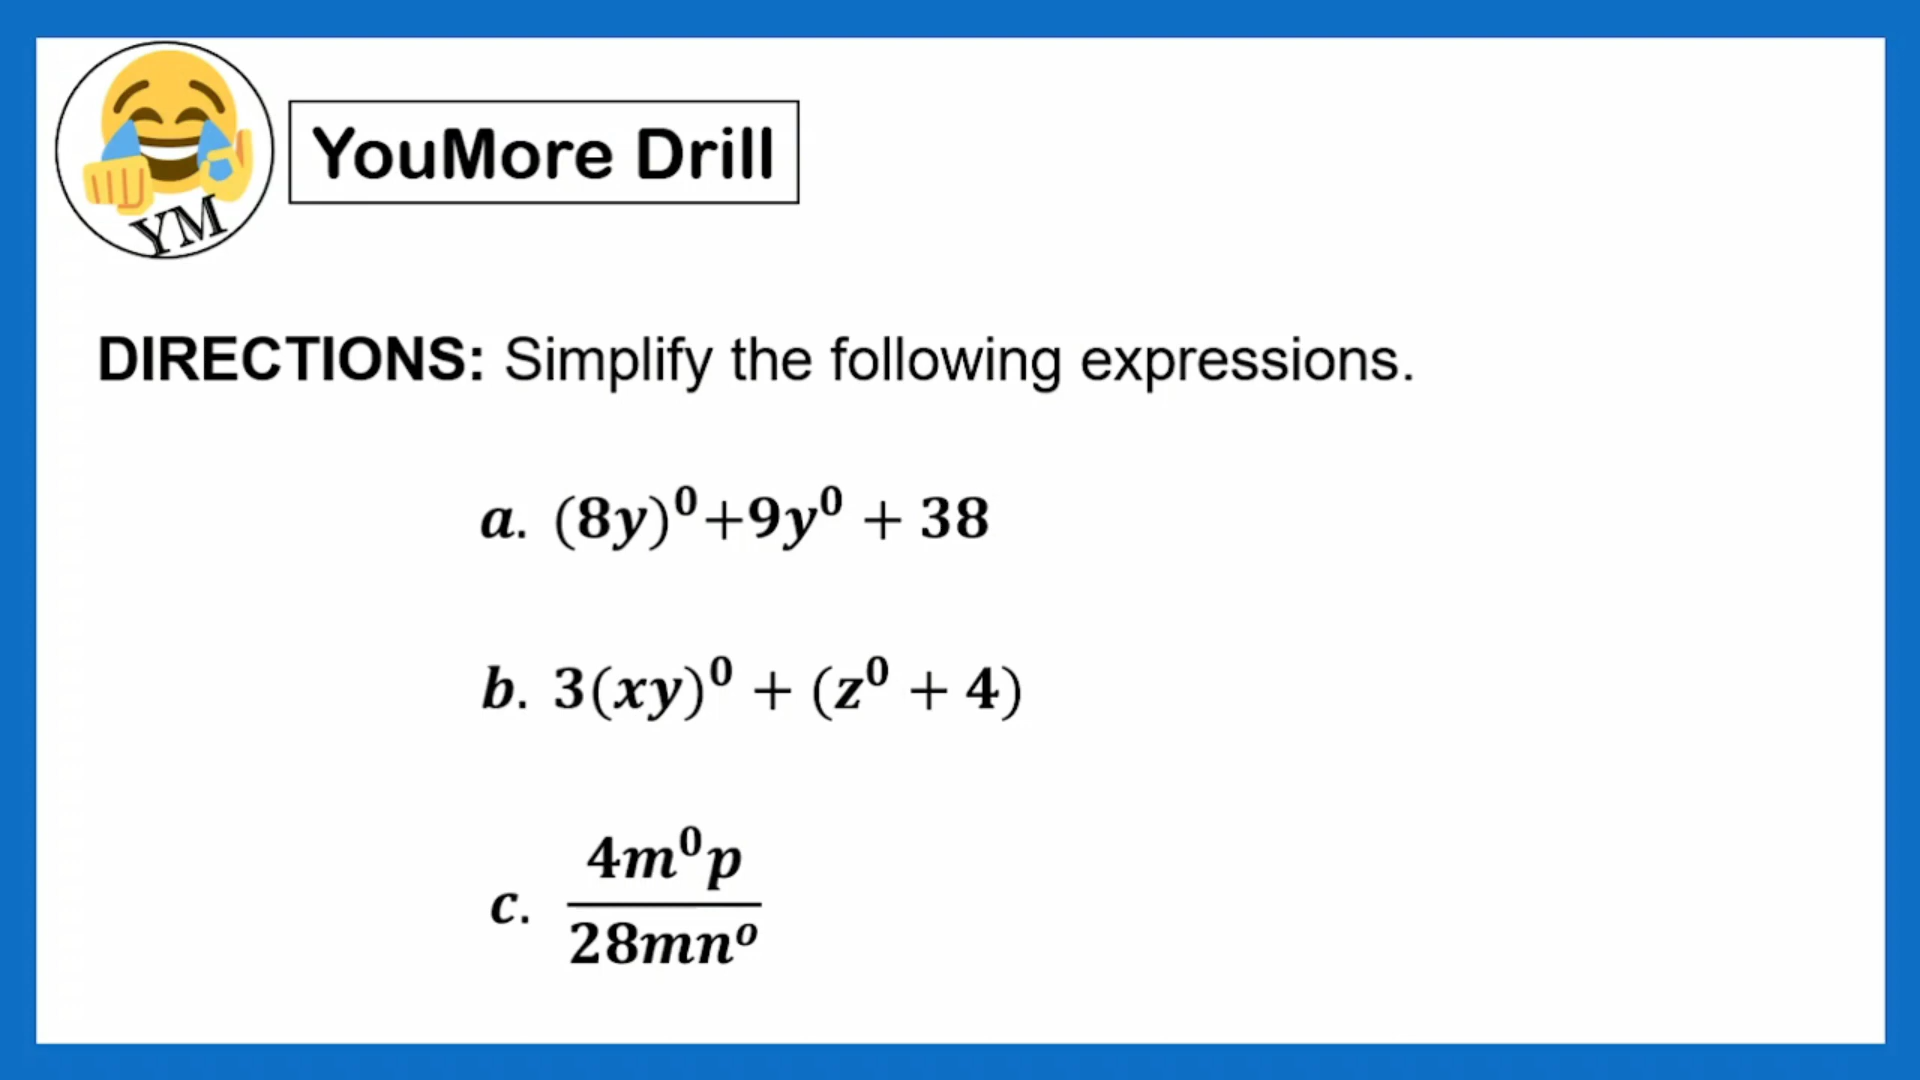 YM
YouMore Drill
DIRECTIONS: Simplify the following expressions.
a. (8y)⁰+9y⁰ + 38
b. 3(xy)⁰ + (z⁰ + 4)
c. 4m⁰p
28mnᵒ